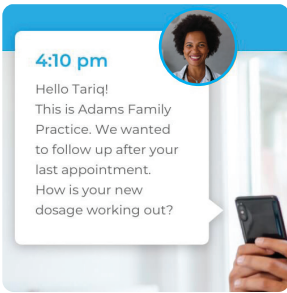 4:10 pm
Hello Tariq!
This is Adams Family
Practice. We wanted
to follow up after your
last appointment.
How is your new
dosage working out?